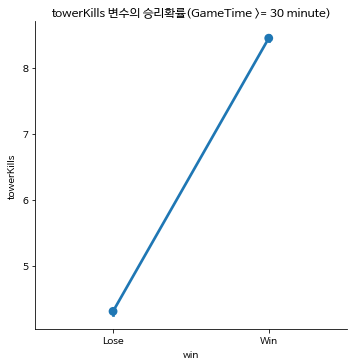 towerKills 변수의 승리확률(GameTime >= 30 minute)
8
7
6
5
towerKills
Lose Win
win